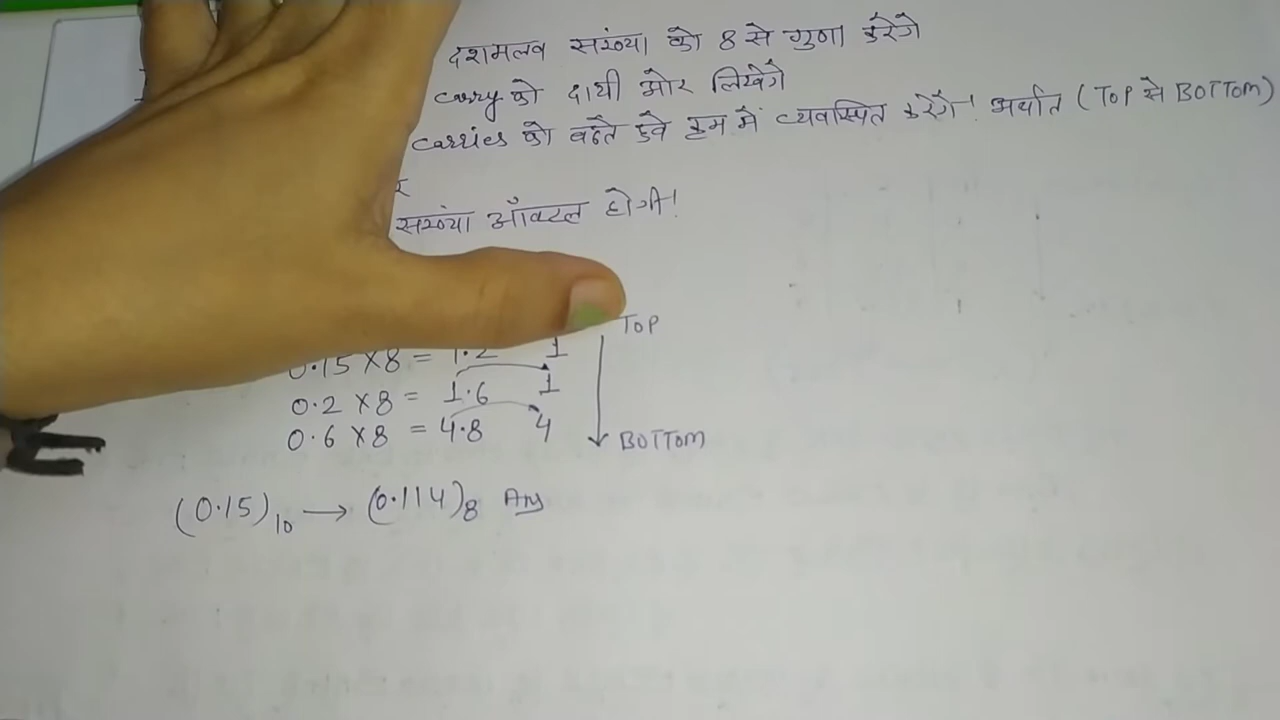 दशमलव संख्या को 8 से गुणा करेंगे
carry को दायी ओर लिखेंगे
carries को बढ़ते हुवे क्रम में व्यवस्थित करेंगे! अर्थात (TOP से BOTTOM)
संख्या ऑक्टल होगी!
TOP
0.15 X 8 = 1.2 1
0.2 X 8 = 1.6 1
0.6 X 8 = 4.8 4
BOTTOM
(0.15)10 → (0.114)8 Ans